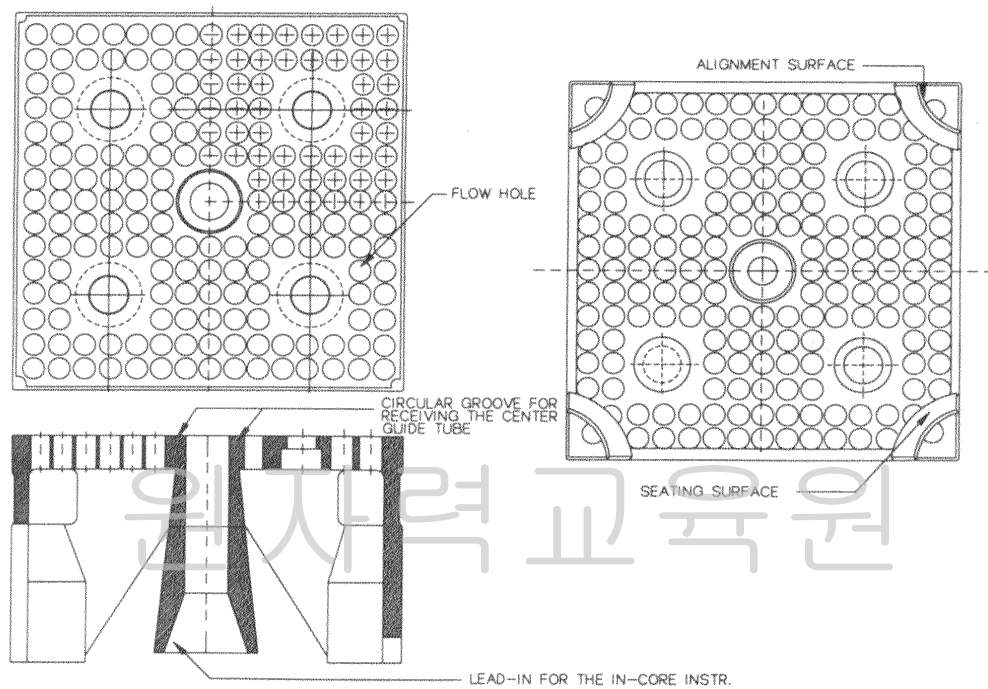 ALIGNMENT SURFACE
FLOW HOLE
CIRCULAR GROOVE FOR
RECEIVING THE CENTER
GUIDE TUBE
SEATING SURFACE
원자력교육원
LEAD-IN FOR THE IN-CORE INSTR.